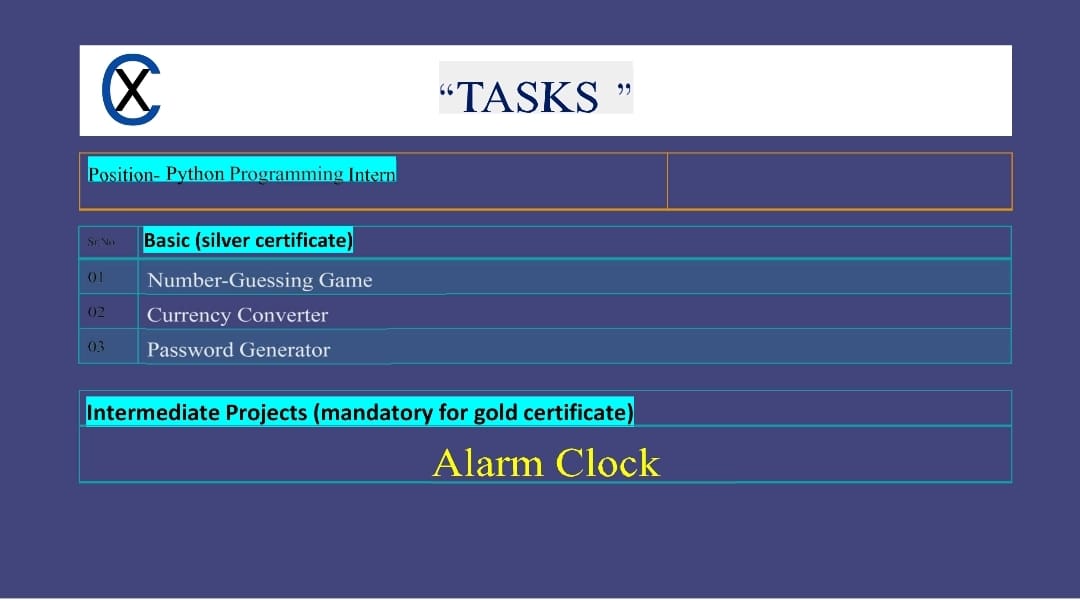 CX
“TASKS ”
Position- Python Programming Intern
Sr.No Basic (silver certificate)
01 Number-Guessing Game
02 Currency Converter
03 Password Generator
Intermediate Projects (mandatory for gold certificate)
Alarm Clock